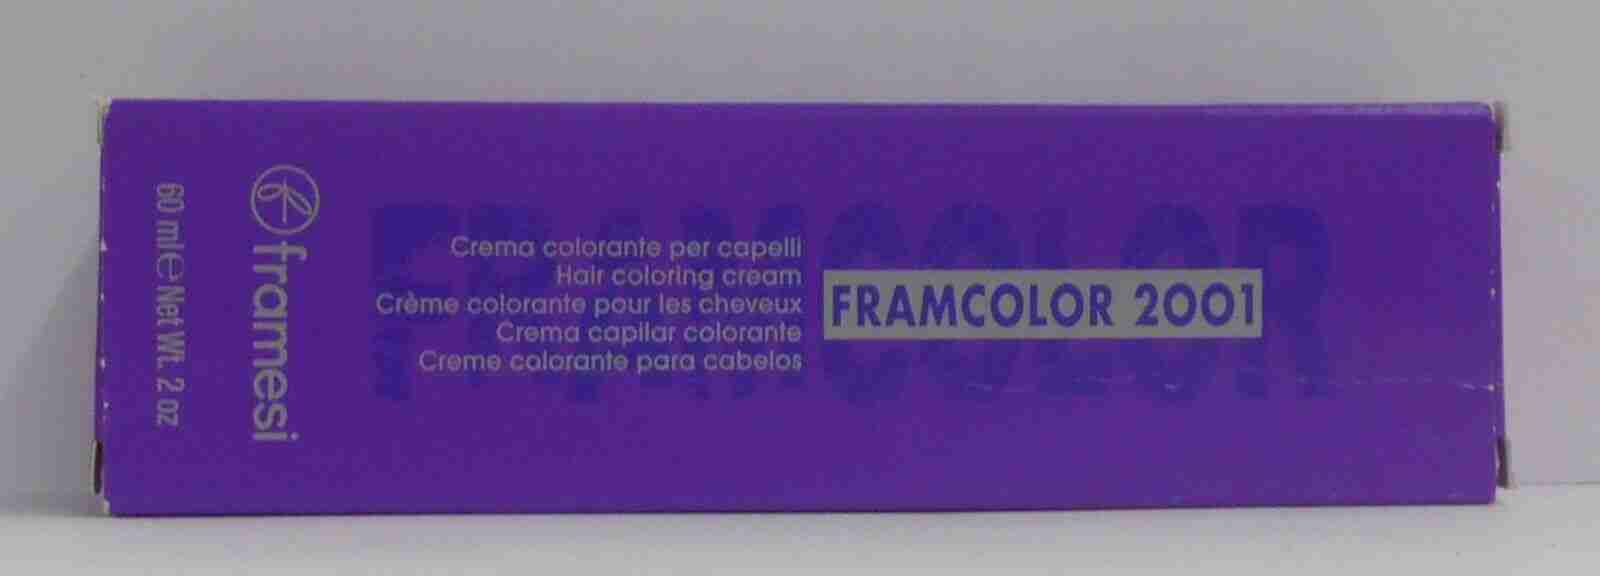 60 ml ℮ Net Wt. 2 oz
framesi
FRAMCOLOR
Crema colorante per capelli
Hair coloring cream
Crème colorante pour les cheveux
Crema capilar colorante
Creme colorante para cabelos
FRAMCOLOR 2001